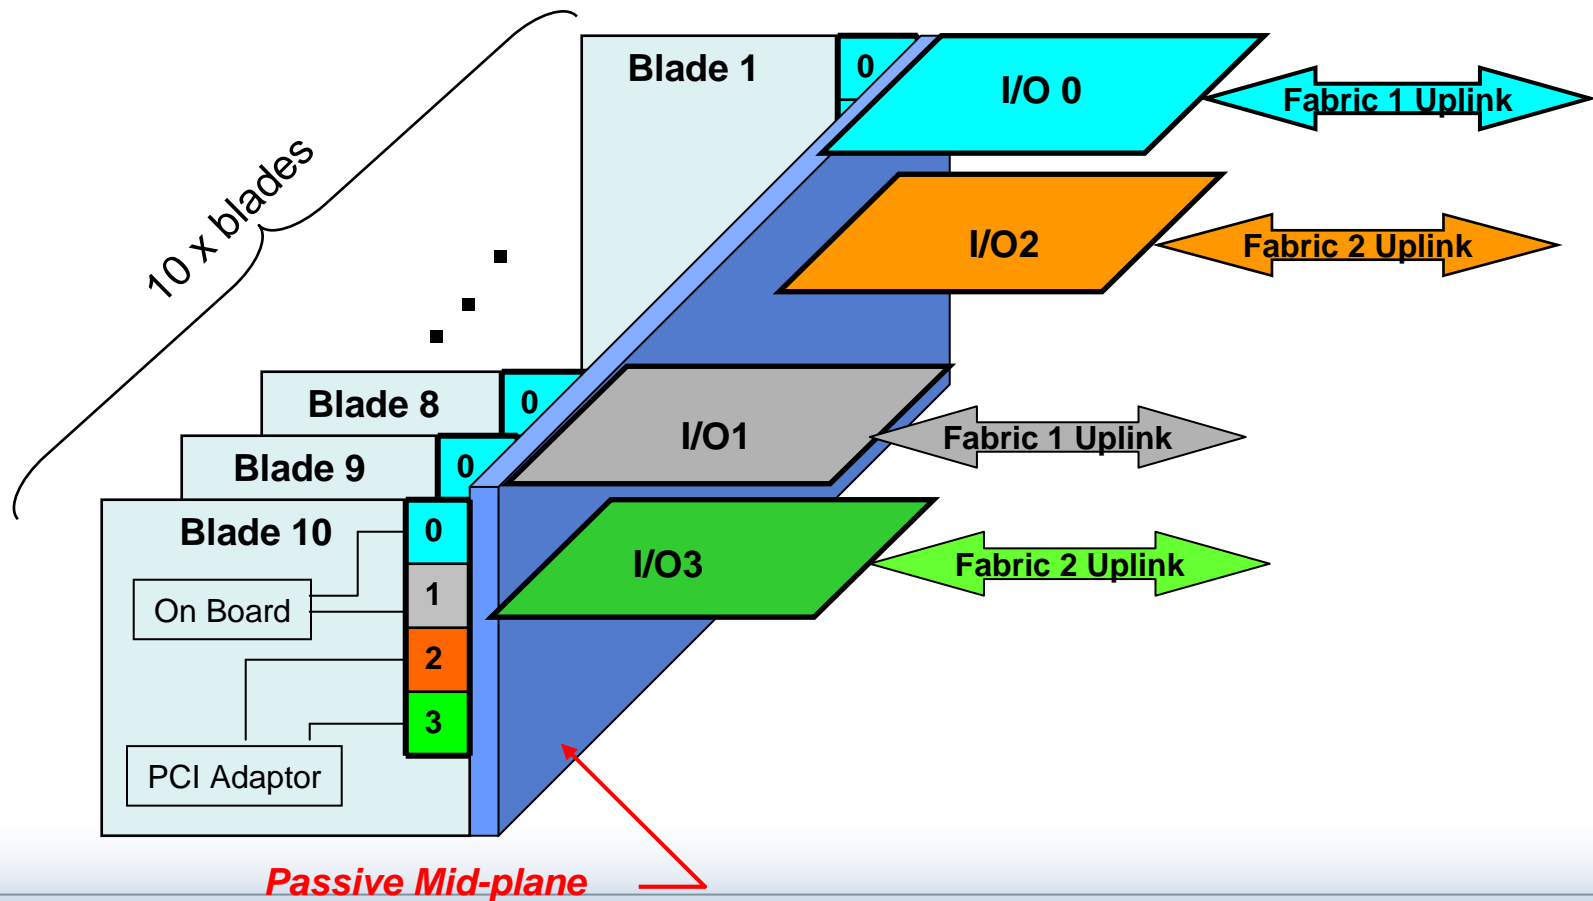 Blade 1
0
I/O 0
Fabric 1 Uplink
10 x blades
I/O2
Fabric 2 Uplink
Blade 8
0
I/O1
Fabric 1 Uplink
Blade 9
0
Blade 10
0
I/O3
Fabric 2 Uplink
On Board
1
2
3
PCI Adaptor
Passive Mid-plane